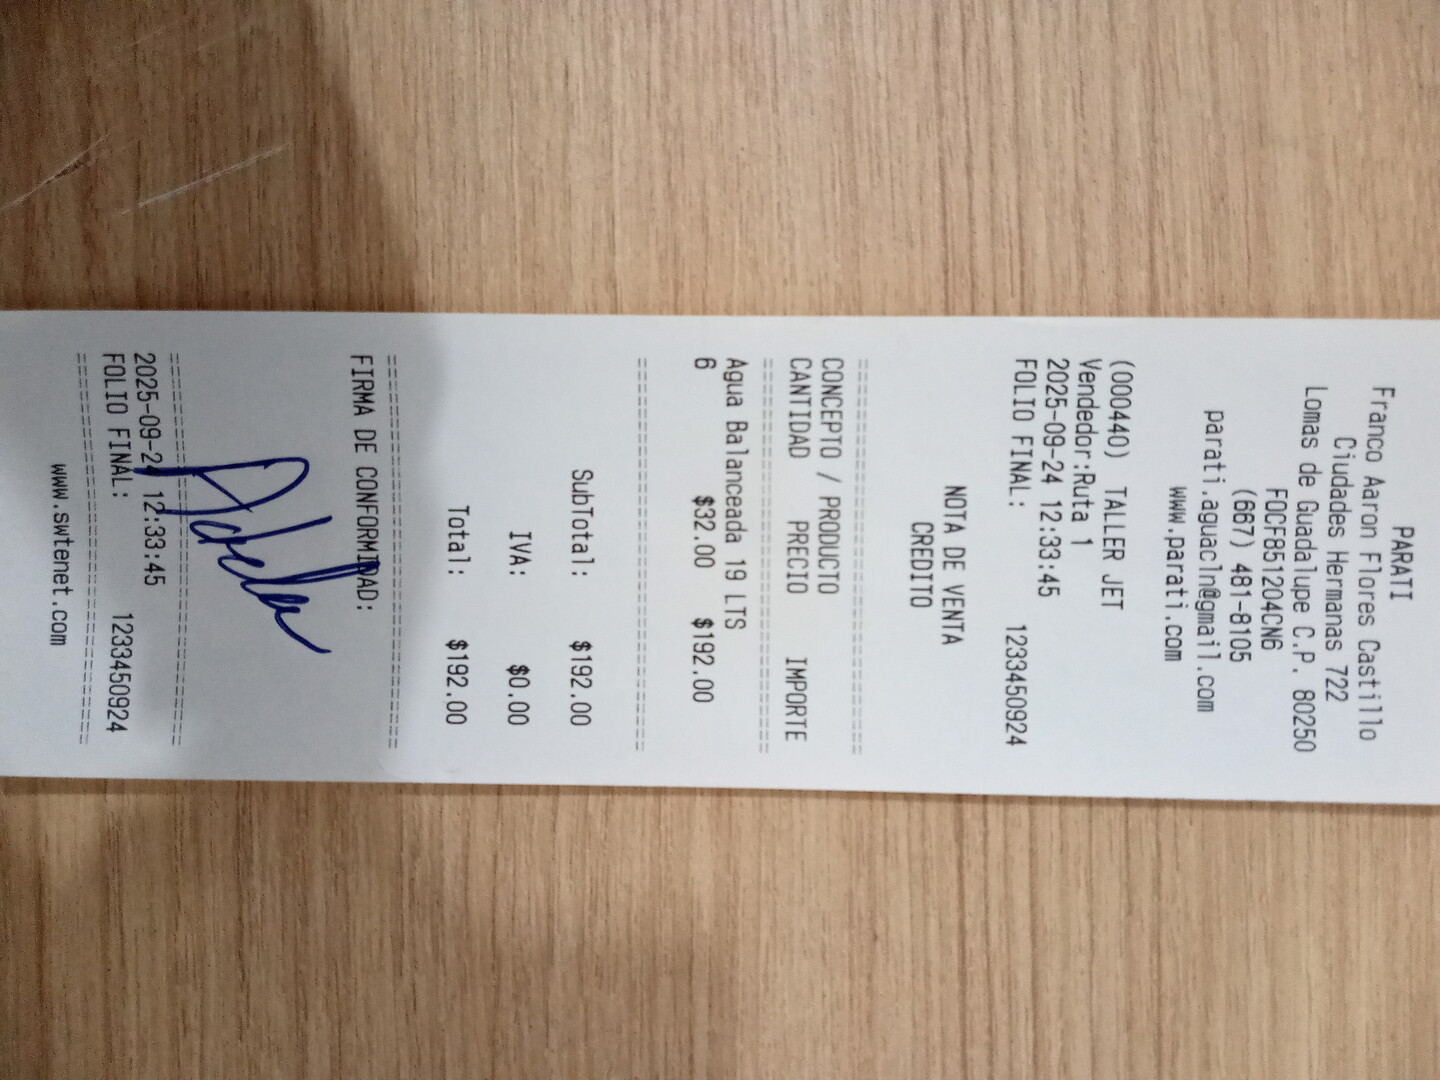 PARATI
Franco Aaron Flores Castillo
Ciudades Hermanas 722
Lomas de Guadalupe C.P. 80250
FOCF851204CN6
(667) 481-8105
parati.aguacln@gmail.com
www.parati.com
(000440) TALLER JET
Vendedor:Ruta 1
2025-09-24 12:33:45
FOLIO FINAL: 1233450924
NOTA DE VENTA
CREDITO
================================
CONCEPTO / PRODUCTO
CANTIDAD PRECIO IMPORTE
================================
Agua Balanceada 19 LTS
6 $32.00 $192.00
================================
SubTotal: $192.00
IVA: $0.00
Total: $192.00
================================
FIRMA DE CONFORMIDAD:
================================
2025-09-24 12:33:45
FOLIO FINAL: 1233450924
================================
www.swtenet.com